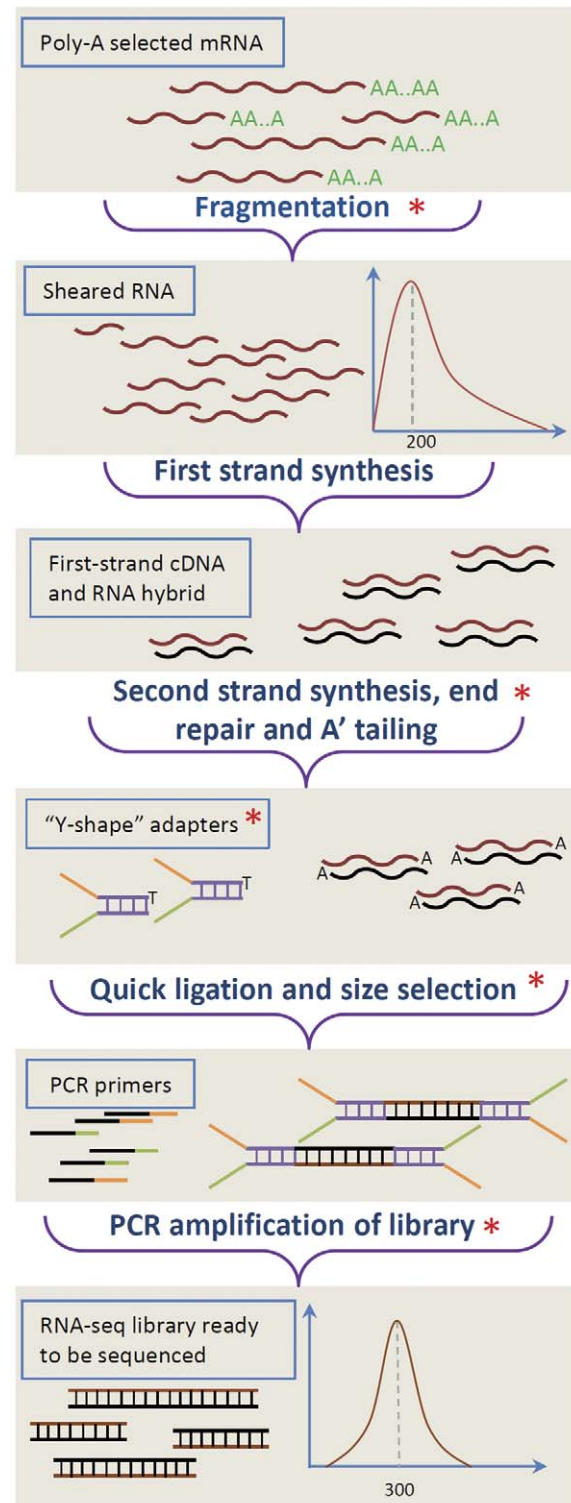 Poly-A selected mRNA
AA..AA
AA..A
AA..A
AA..A
AA..A
Fragmentation *
Sheared RNA
200
First strand synthesis
First-strand cDNA
and RNA hybrid
Second strand synthesis, end *
repair and A’ tailing
“Y-shape” adapters *
T
T
A
A
A
A
A
A
Quick ligation and size selection *
PCR primers
PCR amplification of library *
RNA-seq library ready
to be sequenced
300